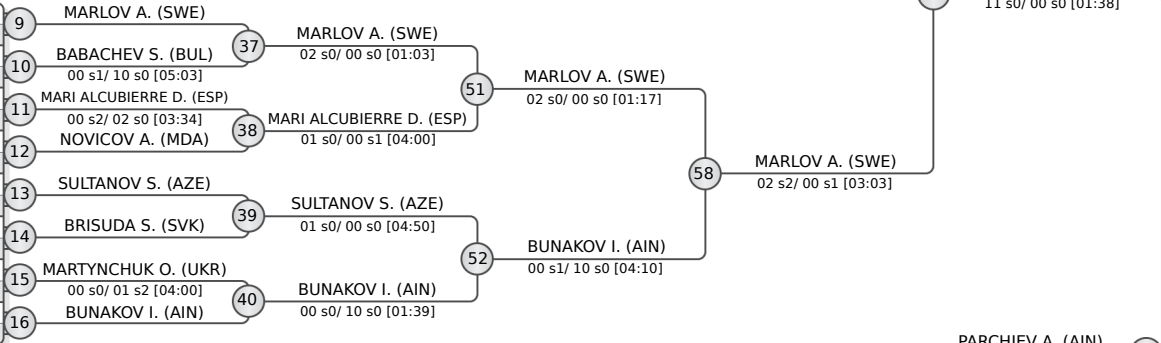 11 s0/ 00 s0 [01:38]
9
MARLOV A. (SWE)
37
MARLOV A. (SWE)
02 s0/ 00 s0 [01:03]
10
BABACHEV S. (BUL)
00 s1/ 10 s0 [05:03]
51
MARLOV A. (SWE)
02 s0/ 00 s0 [01:17]
11
MARI ALCUBIERRE D. (ESP)
00 s2/ 02 s0 [03:34]
38
MARI ALCUBIERRE D. (ESP)
01 s0/ 00 s1 [04:00]
12
NOVICOV A. (MDA)
58
MARLOV A. (SWE)
02 s2/ 00 s1 [03:03]
13
SULTANOV S. (AZE)
39
SULTANOV S. (AZE)
01 s0/ 00 s0 [04:50]
14
BRISUDA S. (SVK)
52
BUNAKOV I. (AIN)
00 s1/ 10 s0 [04:10]
15
MARTYNCHUK O. (UKR)
00 s0/ 01 s2 [04:00]
40
BUNAKOV I. (AIN)
00 s0/ 10 s0 [01:39]
16
BUNAKOV I. (AIN)
PARCHIEV A. (AIN)